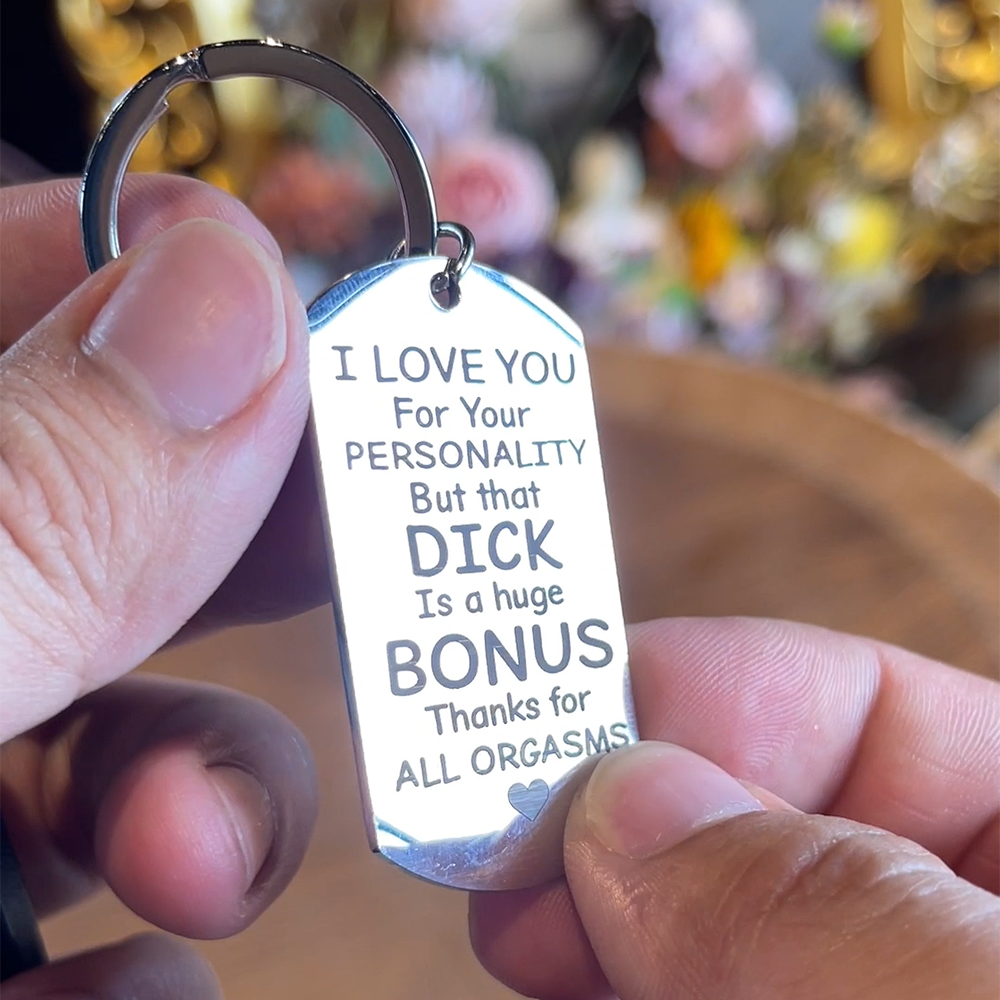 I LOVE YOU
For Your
PERSONALITY
But that
DICK
Is a huge
BONUS
Thanks for
ALL ORGASMS